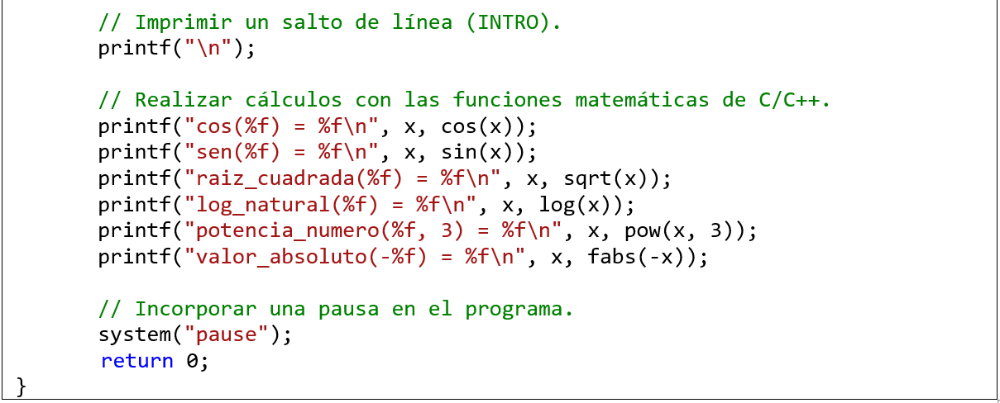 // Imprimir un salto de línea (INTRO).
printf("\n");
// Realizar cálculos con las funciones matemáticas de C/C++.
printf("cos(%f) = %f\n", x, cos(x));
printf("sen(%f) = %f\n", x, sin(x));
printf("raiz_cuadrada(%f) = %f\n", x, sqrt(x));
printf("log_natural(%f) = %f\n", x, log(x));
printf("potencia_numero(%f, 3) = %f\n", x, pow(x, 3));
printf("valor_absoluto(-%f) = %f\n", x, fabs(-x));
// Incorporar una pausa en el programa.
system("pause");
return 0;
}